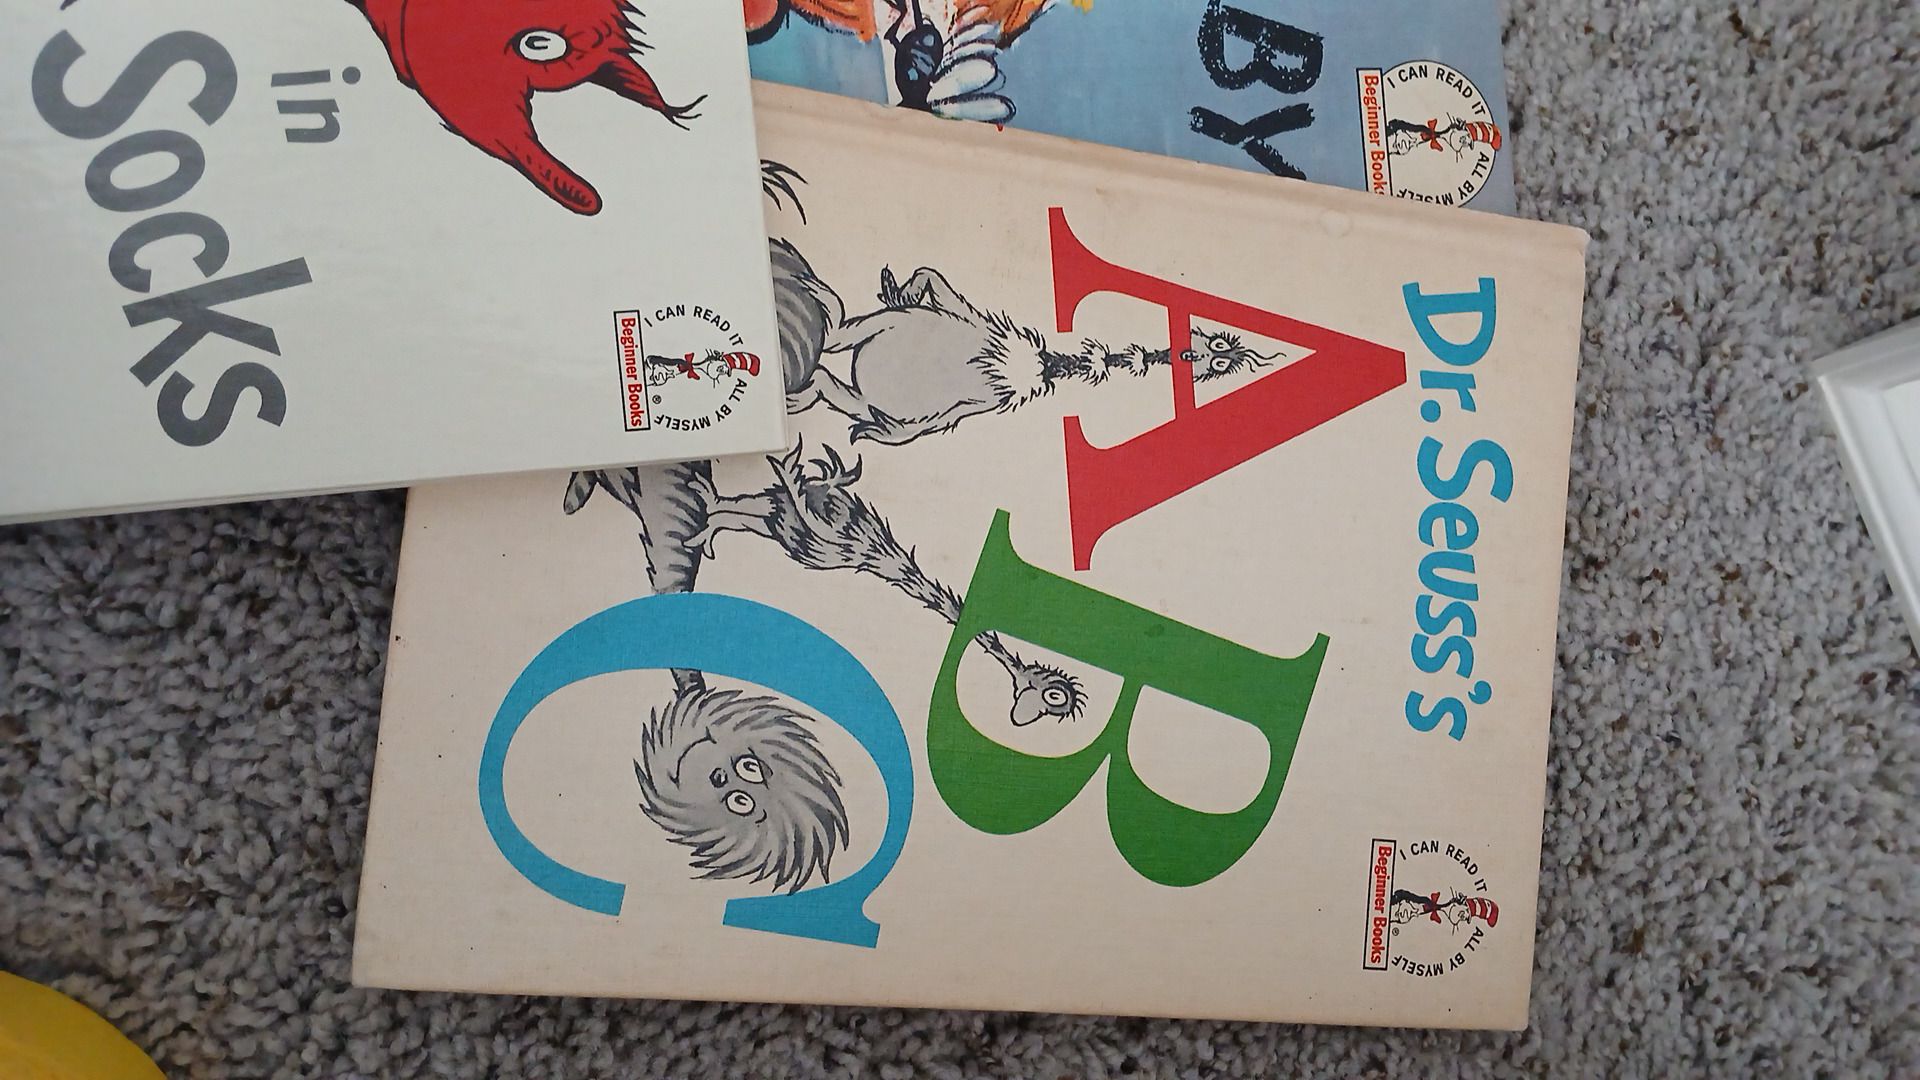 in
Socks
I CAN READ IT ALL BY MYSELF
Beginner Books
®
BY
I CAN READ IT ALL BY MYSELF
Beginner Books
Dr. Seuss's
A
B
C
I CAN READ IT ALL BY MYSELF
Beginner Books
®